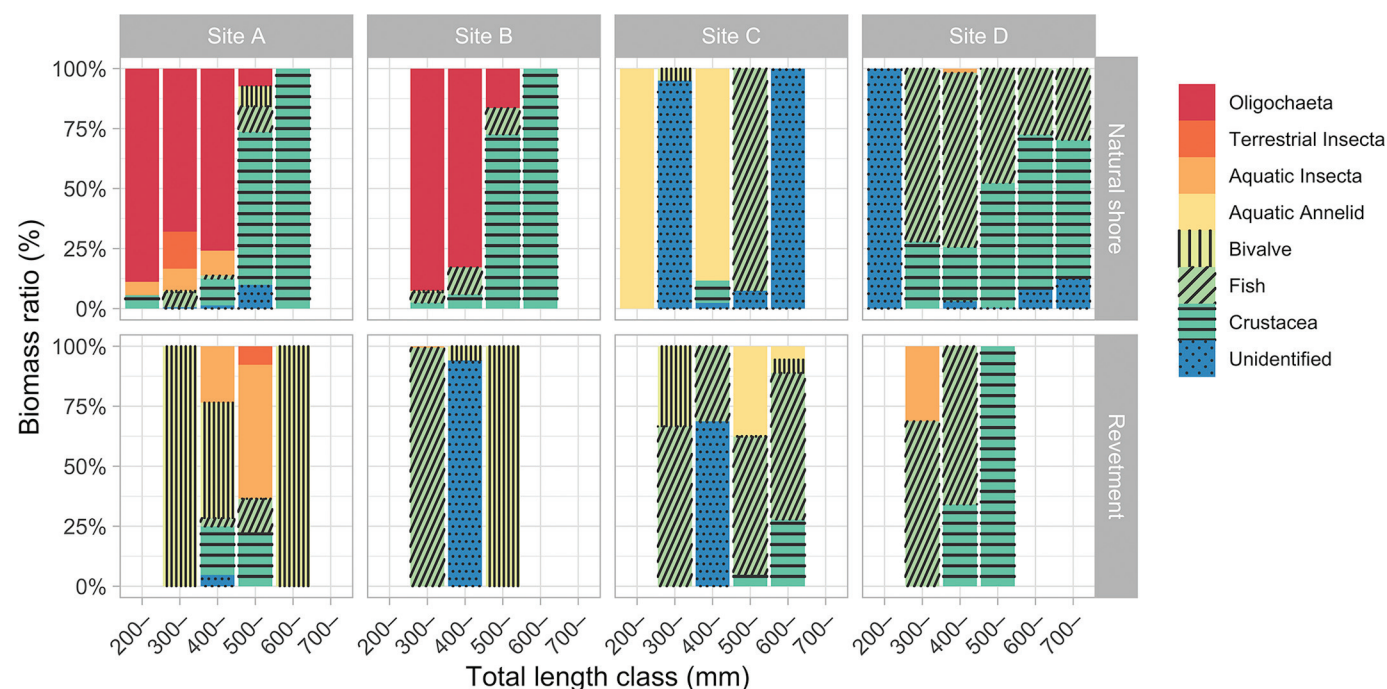 Site A Site B Site C Site D
100%
75%
50%
25%
0%
Natural shore
100%
75%
50%
25%
0%
Revetment
Biomass ratio (%)
200– 300– 400– 500– 600– 700– 200– 300– 400– 500– 600– 700– 200– 300– 400– 500– 600– 700– 200– 300– 400– 500– 600– 700–
Total length class (mm)
Oligochaeta
Terrestrial Insecta
Aquatic Insecta
Aquatic Annelid
Bivalve
Fish
Crustacea
Unidentified